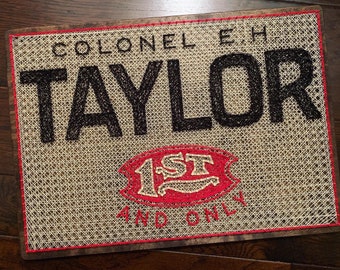 COLONEL E H
TAYLOR
1ST
AND ONLY